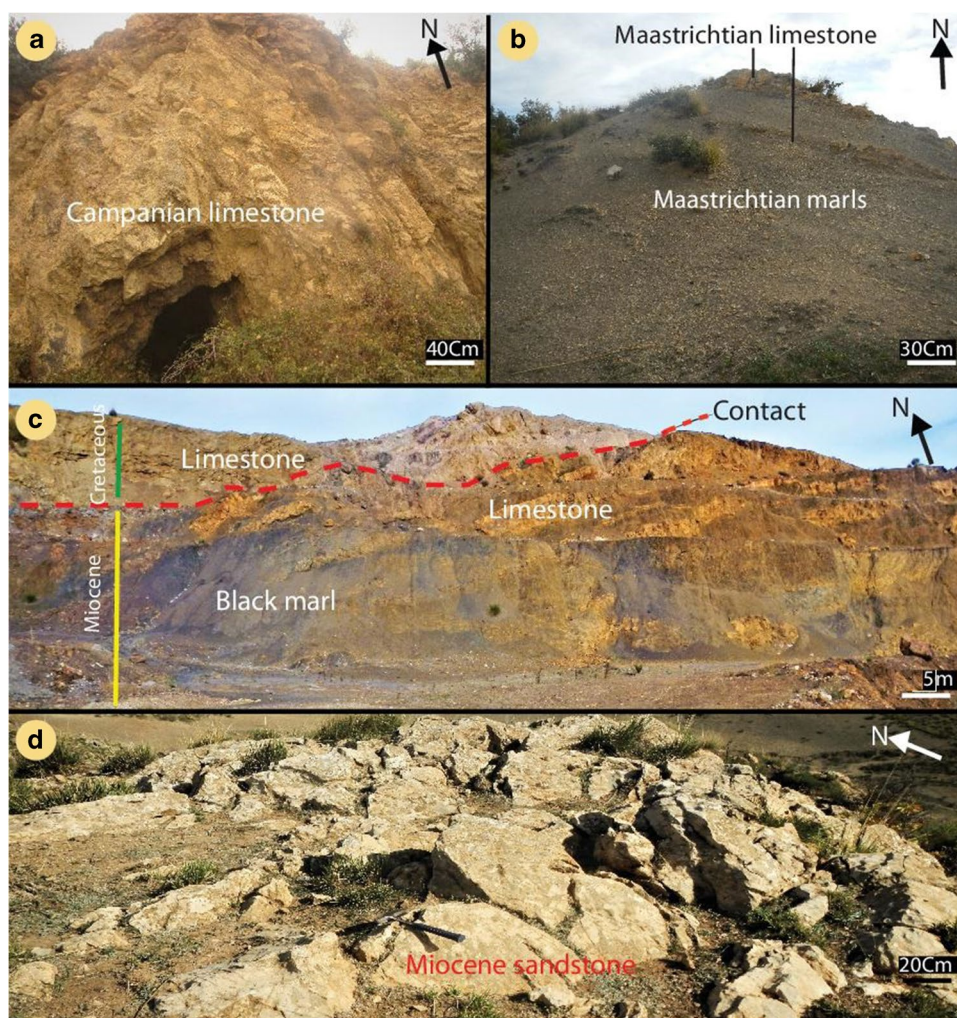 a
N
Campanian limestone
40Cm
b
N
Maastrichtian limestone
Maastrichtian marls
30Cm
c
Cretaceous
Miocene
Limestone
Contact
N
Limestone
Black marl
5m
d
N
Miocene sandstone
20Cm